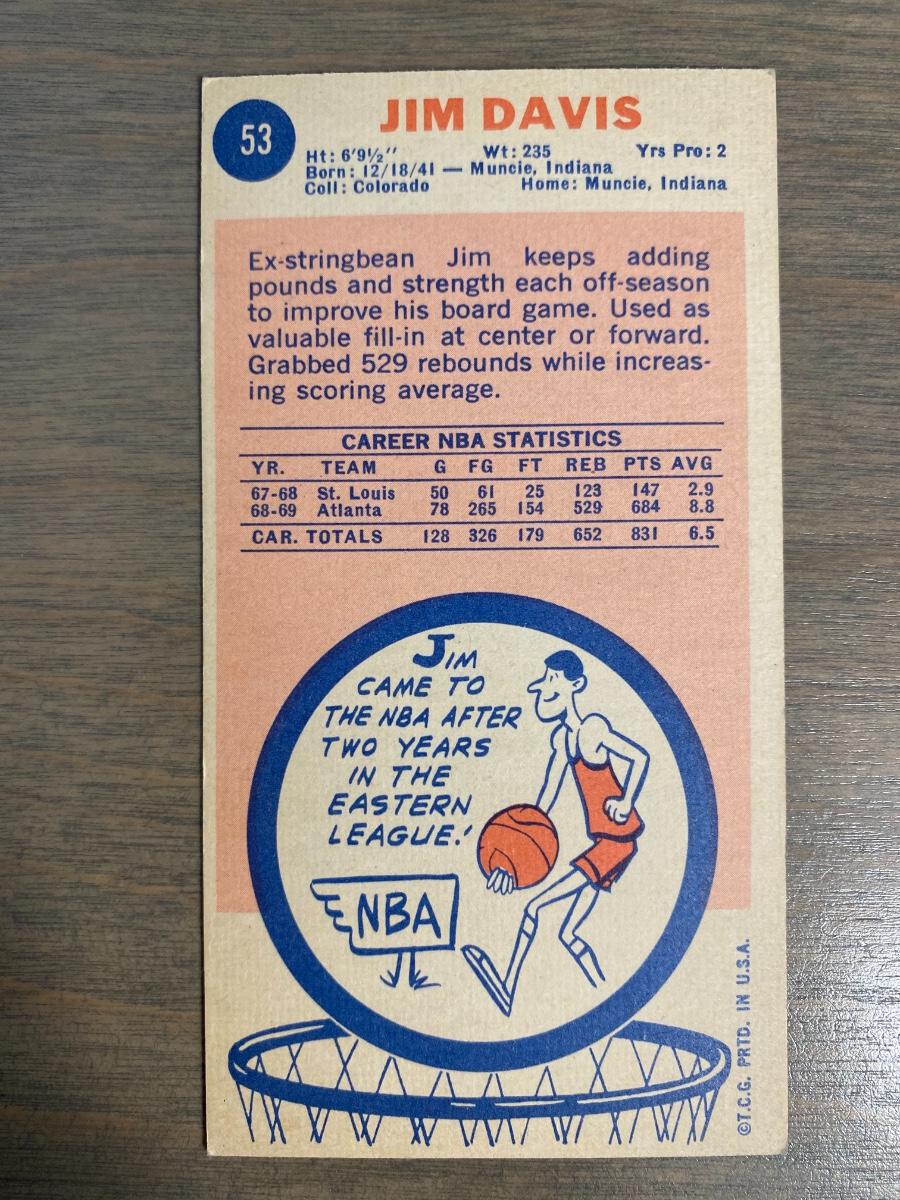 53
JIM DAVIS
Ht: 6'9½" Wt: 235 Yrs Pro: 2
Born: 12/18/41 — Muncie, Indiana
Coll: Colorado Home: Muncie, Indiana
Ex-stringbean Jim keeps adding
pounds and strength each off-season
to improve his board game. Used as
valuable fill-in at center or forward.
Grabbed 529 rebounds while increas-
ing scoring average.
CAREER NBA STATISTICS
YR. TEAM G FG FT REB PTS AVG
67-68 St. Louis 50 61 25 123 147 2.9
68-69 Atlanta 78 265 154 529 684 8.8
CAR. TOTALS 128 326 179 652 831 6.5
JIM
CAME TO
THE NBA AFTER
TWO YEARS
IN THE
EASTERN
LEAGUE!
NBA
©T.C.G. PRTD. IN U.S.A.